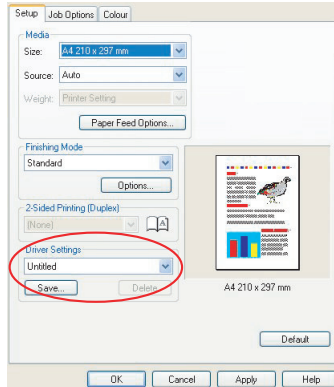 Setup Job Options Colour
Media
Size: A4 210 x 297 mm
Source: Auto
Weight: Printer Setting
Paper Feed Options...
Finishing Mode
Standard
Options...
2-Sided Printing (Duplex)
(None)
Driver Settings
Untitled
Save... Delete
A4 210 x 297 mm
Default
OK Cancel Apply Help